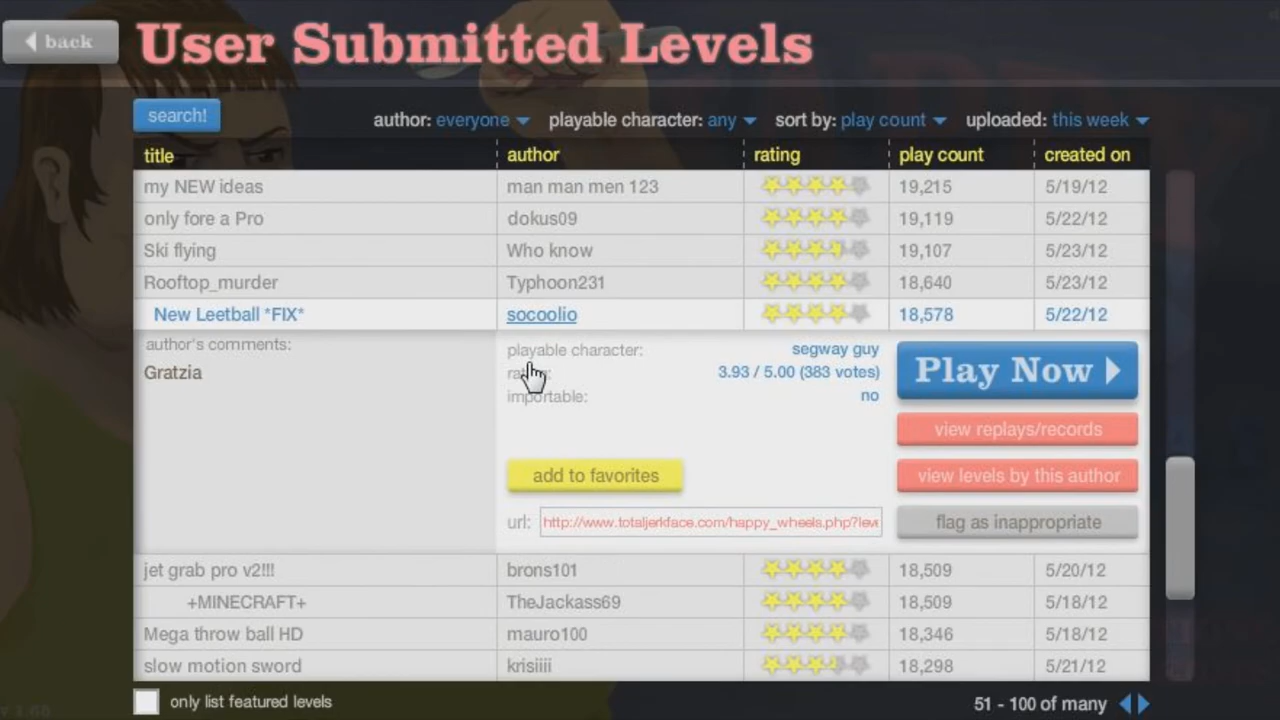 back
User Submitted Levels
search!
author: everyone playable character: any sort by: play count uploaded: this week
title author rating play count created on
my NEW ideas man man men 123 19,215 5/19/12
only fore a Pro dokus09 19,119 5/22/12
Ski flying Who know 19,107 5/23/12
Rooftop_murder Typhoon231 18,640 5/23/12
New Leetball *FIX* socoolio 18,578 5/22/12
author's comments:
Gratzia
playable character: segway guy
3.93 / 5.00 (383 votes)
importable: no
Play Now
view replays/records
add to favorites
view levels by this author
url: http://www.totaljerkface.com/happy_wheels.php?leve
flag as inappropriate
jet grab pro v2!!! brons101 18,509 5/20/12
+MINECRAFT+ TheJackass69 18,509 5/18/12
Mega throw ball HD mauro100 18,346 5/18/12
slow motion sword krisiiii 18,298 5/21/12
only list featured levels
51 - 100 of many